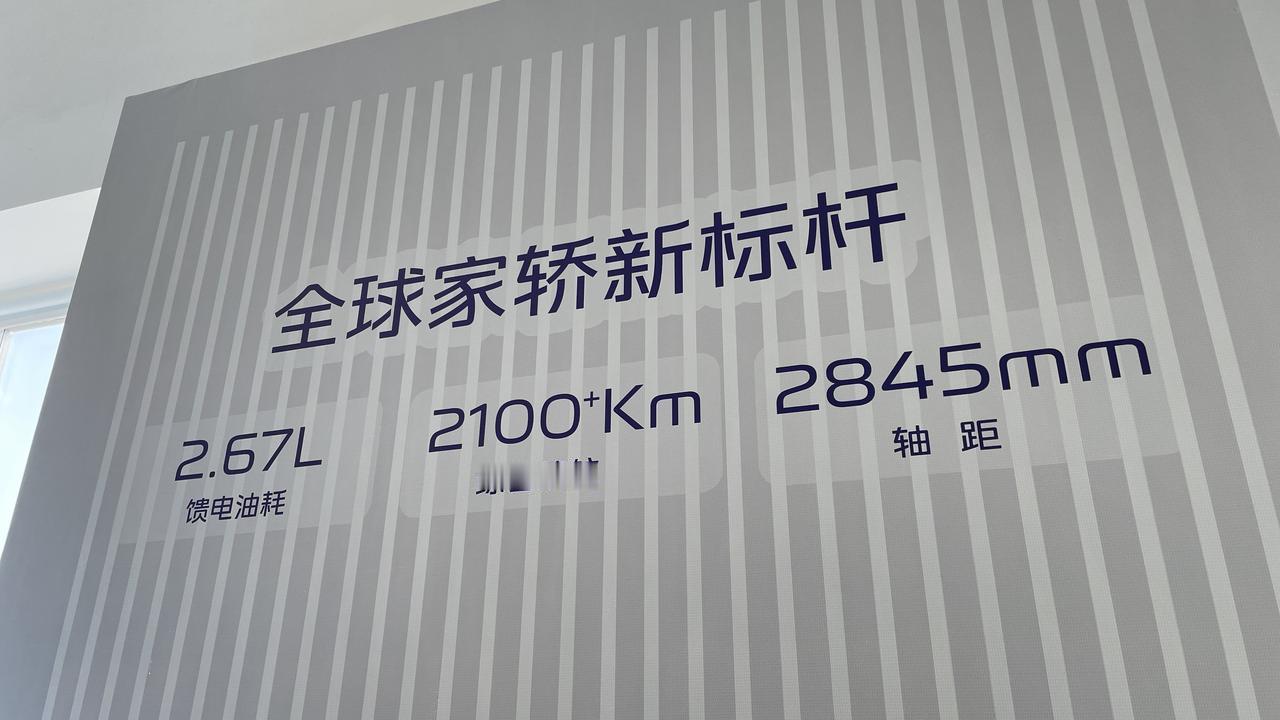 全球家轿新标杆
2.67L
馈电油耗
2100⁺Km
2845mm
轴距